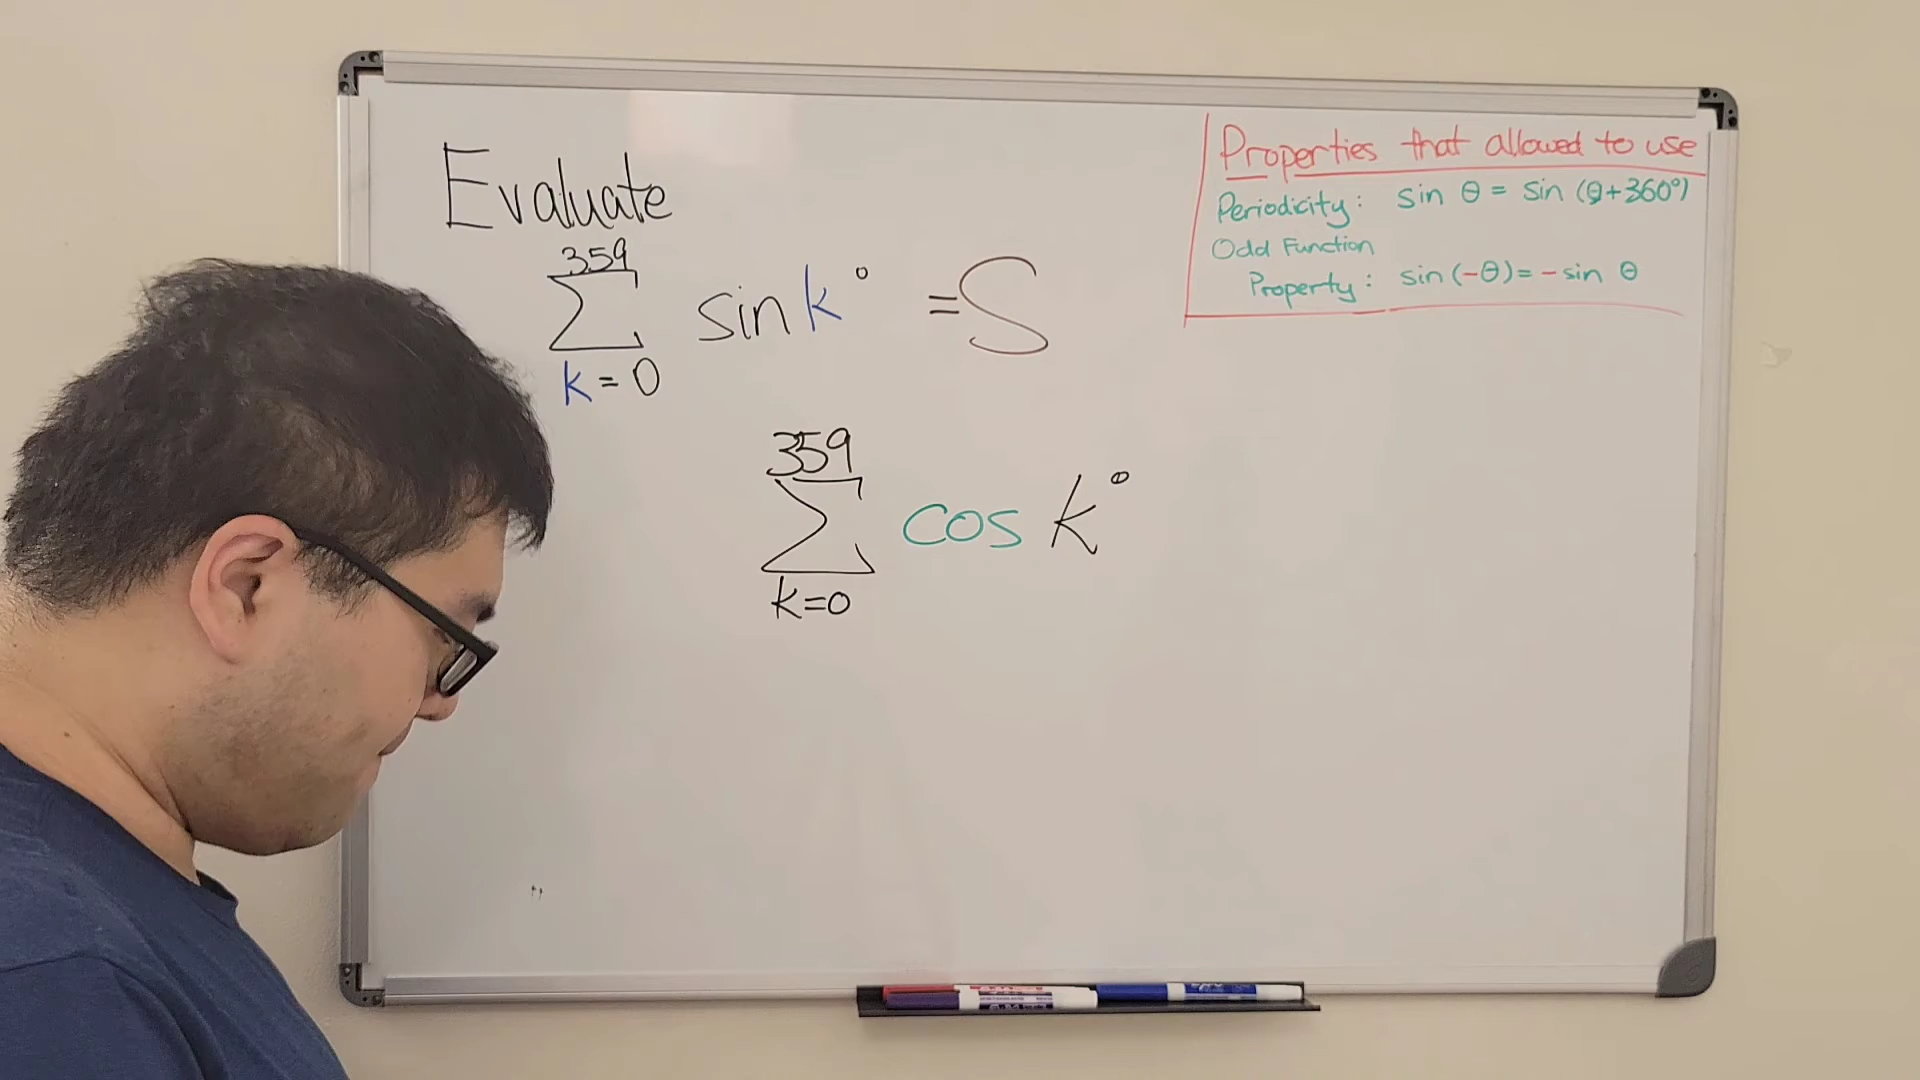 Evaluate
359
∑ sin k° = S
k = 0
359
∑ cos k°
k=0
Properties that allowed to use
Periodicity: sin θ = sin (θ+360°)
Odd Function
Property: sin (-θ) = - sin θ